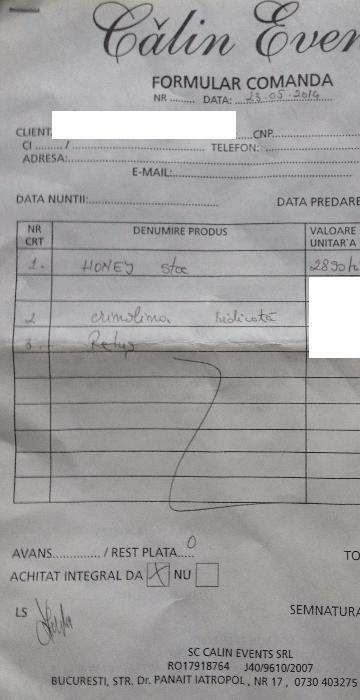 Călin Even
FORMULAR COMANDA
NR ........ DATA: 23.05.2014
CLIENT CNP
CI ....... / TELEFON:
ADRESA:
E-MAIL:
DATA NUNTII: DATA PREDARE
NR CRT DENUMIRE PRODUS VALOARE UNITARA
1. HONEY 2890
2 crinolina
3.
AVANS............. / REST PLATA 0
ACHITAT INTEGRAL DA X NU
TO
LS SEMNATURA
SC CALIN EVENTS SRL
RO17918764 J40/9610/2007
BUCURESTI, STR. Dr. PANAIT IATROPOL, NR 17, 0730 403275